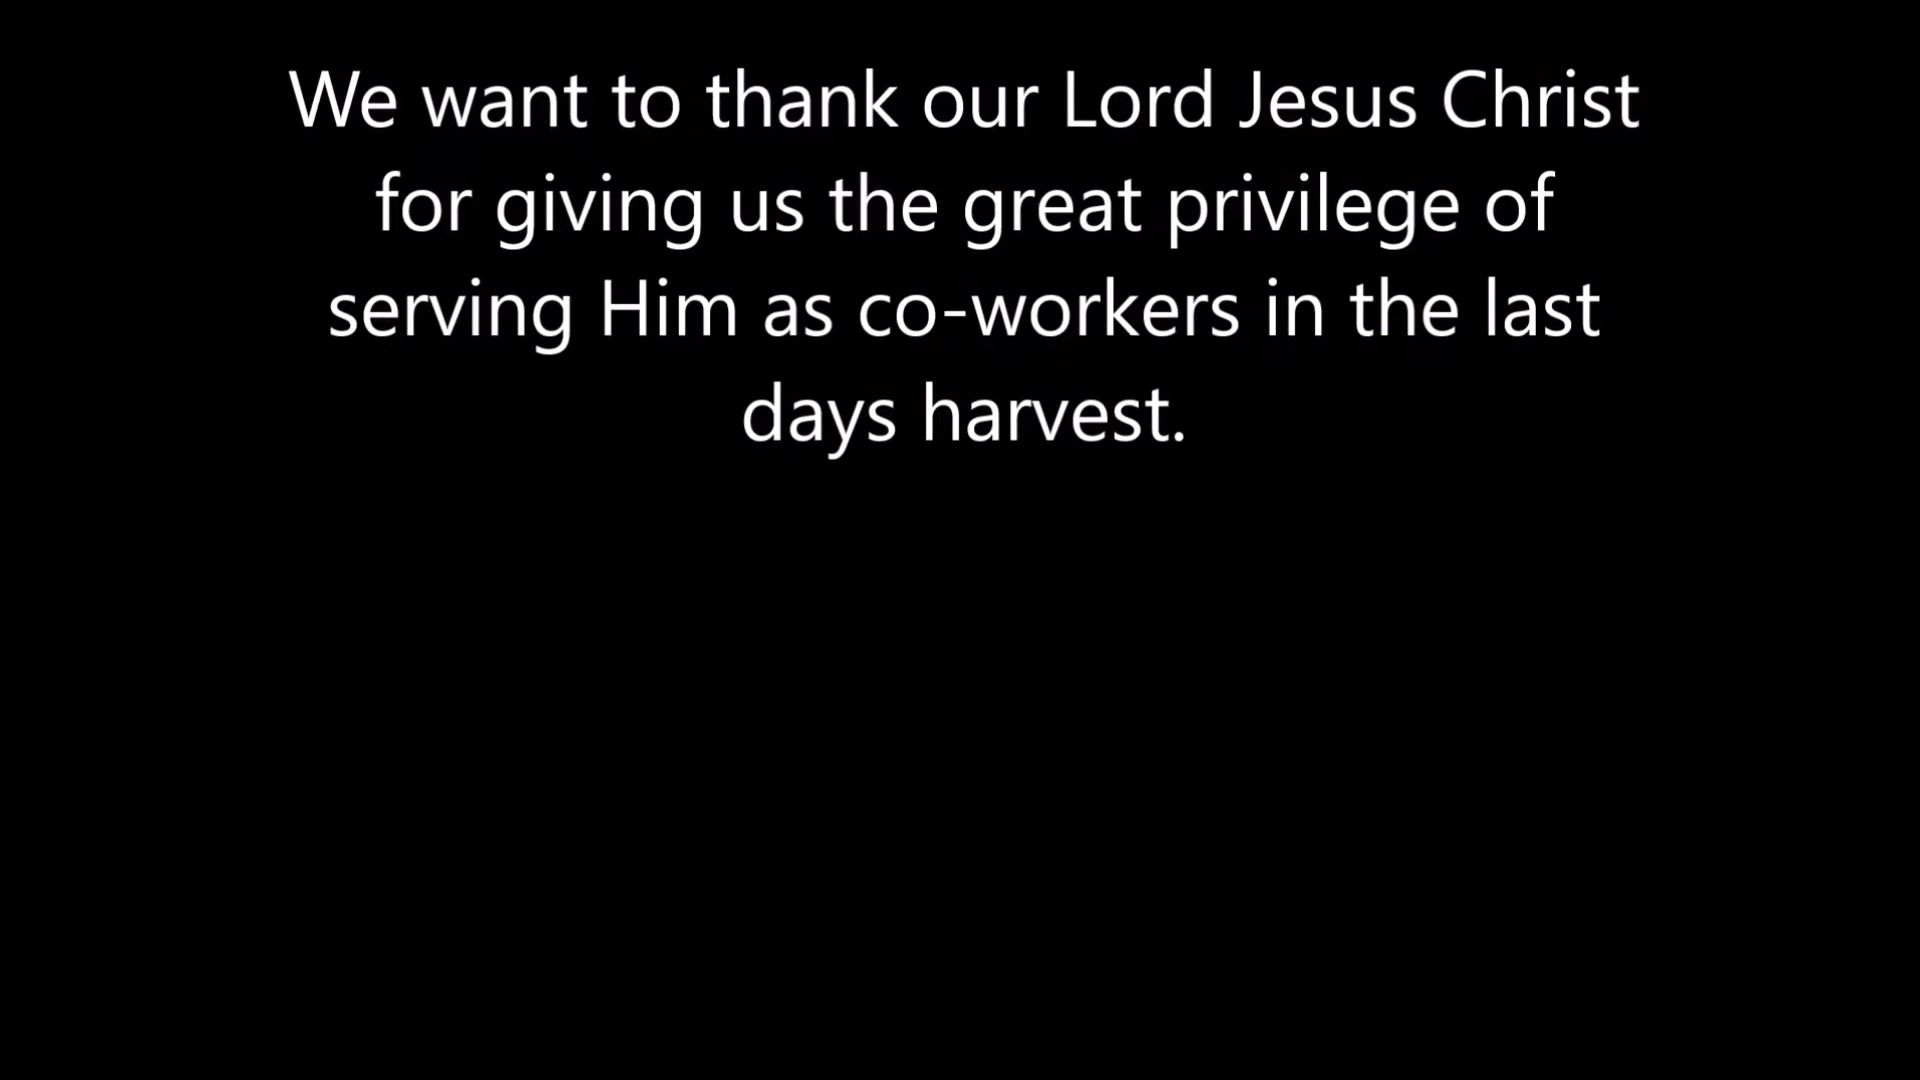 We want to thank our Lord Jesus Christ
for giving us the great privilege of
serving Him as co-workers in the last
days harvest.